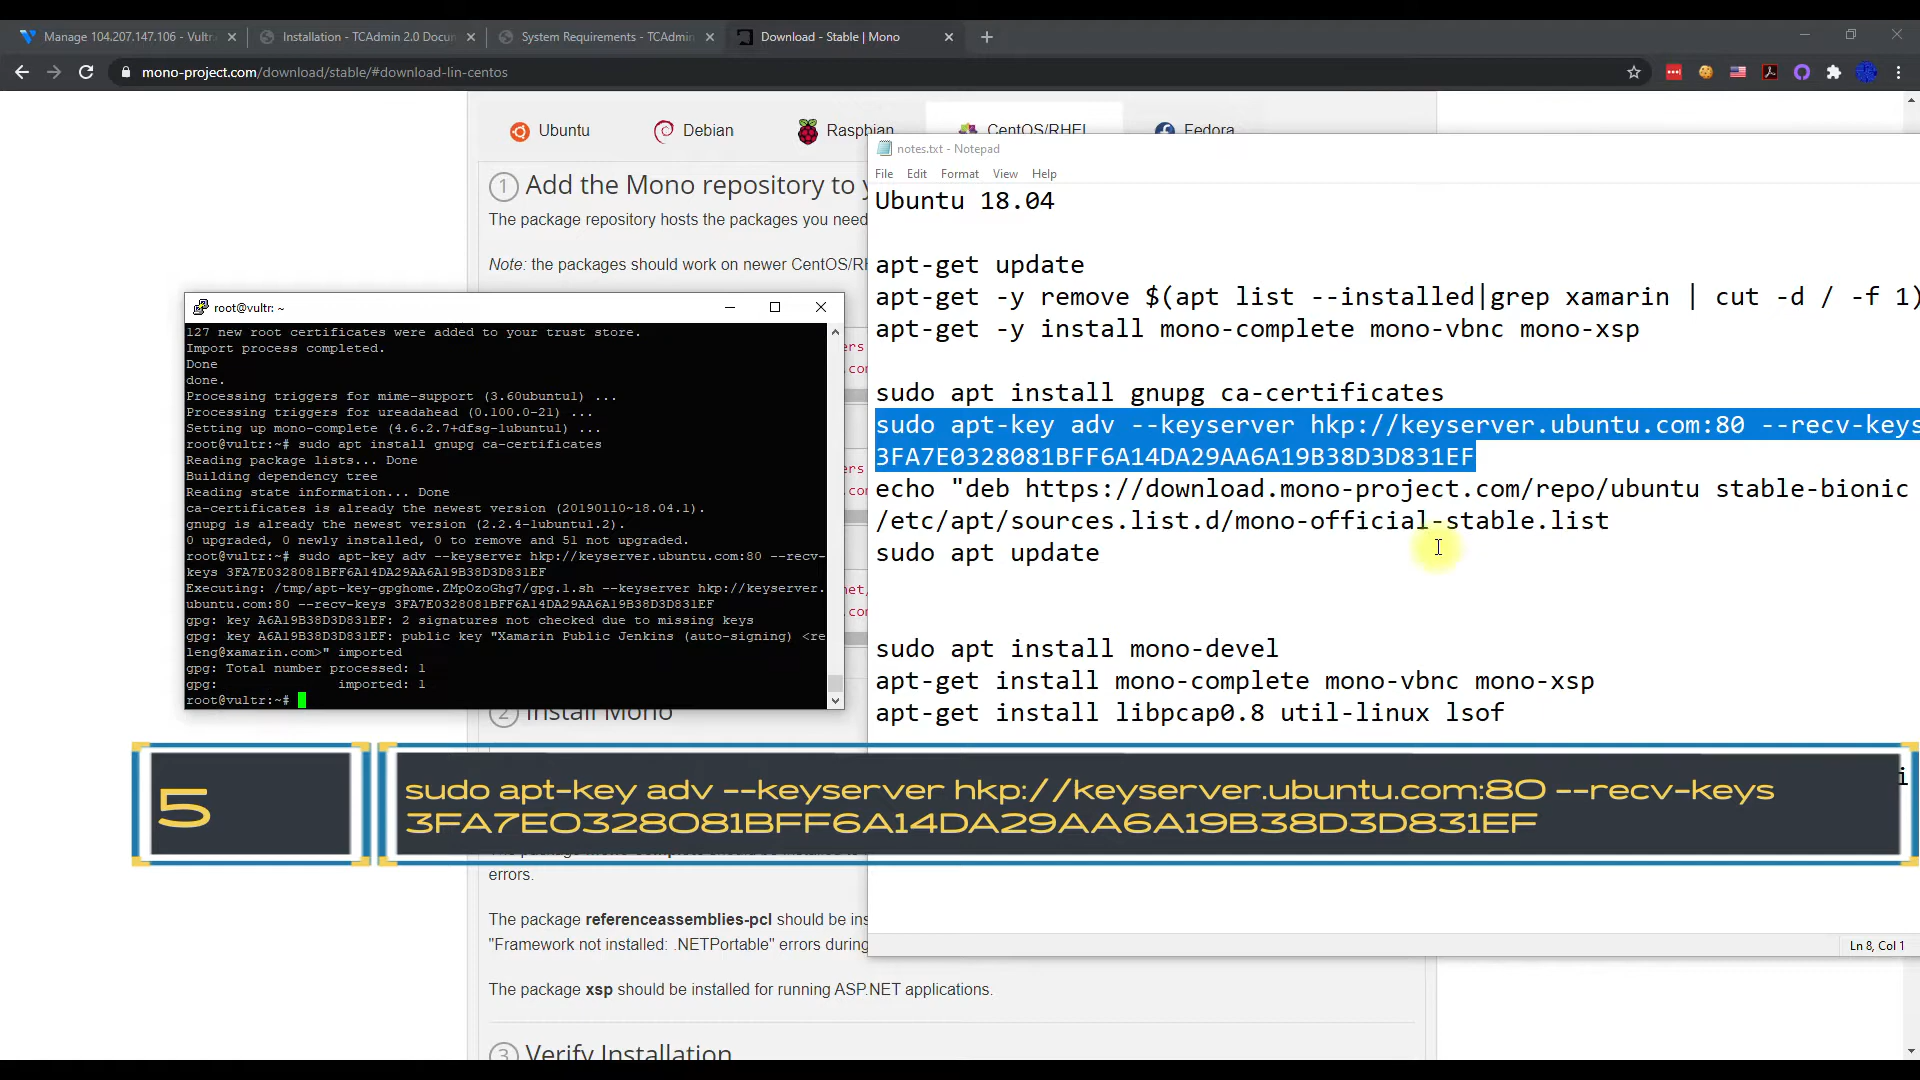 Manage 104.207.147.106 - Vultr
Installation - TCAdmin 2.0 Docum
System Requirements - TCAdmin
Download - Stable | Mono
mono-project.com/download/stable/#download-lin-centos
Ubuntu
Debian
Raspbian
CentOS/RHEL
Fedora
1 Add the Mono repository to y
The package repository hosts the packages you need
Note: the packages should work on newer CentOS/RH
notes.txt - Notepad
File Edit Format View Help
Ubuntu 18.04
apt-get update
apt-get -y remove $(apt list --installed|grep xamarin | cut -d / -f 1)
apt-get -y install mono-complete mono-vbnc mono-xsp
sudo apt install gnupg ca-certificates
sudo apt-key adv --keyserver hkp://keyserver.ubuntu.com:80 --recv-keys
3FA7E0328081BFF6A14DA29AA6A19B38D3D831EF
echo "deb https://download.mono-project.com/repo/ubuntu stable-bionic
/etc/apt/sources.list.d/mono-official-stable.list
sudo apt update
sudo apt install mono-devel
apt-get install mono-complete mono-vbnc mono-xsp
apt-get install libpcap0.8 util-linux lsof
Ln 8, Col 1
root@vultr: ~
127 new root certificates were added to your trust store.
Import process completed.
Done
done.
Processing triggers for mime-support (3.60ubuntu1) ...
Processing triggers for ureadahead (0.100.0-21) ...
Setting up mono-complete (4.6.2.7+dfsg-1ubuntu1) ...
root@vultr:~# sudo apt install gnupg ca-certificates
Reading package lists... Done
Building dependency tree
Reading state information... Done
ca-certificates is already the newest version (20190110~18.04.1).
gnupg is already the newest version (2.2.4-1ubuntu1.2).
0 upgraded, 0 newly installed, 0 to remove and 51 not upgraded.
root@vultr:~# sudo apt-key adv --keyserver hkp://keyserver.ubuntu.com:80 --recv-
keys 3FA7E0328081BFF6A14DA29AA6A19B38D3D831EF
Executing: /tmp/apt-key-gpghome.ZMpOzoGhg7/gpg.1.sh --keyserver hkp://keyserver.
ubuntu.com:80 --recv-keys 3FA7E0328081BFF6A14DA29AA6A19B38D3D831EF
gpg: key A6A19B38D3D831EF: 2 signatures not checked due to missing keys
gpg: key A6A19B38D3D831EF: public key "Xamarin Public Jenkins (auto-signing) <re
leng@xamarin.com>" imported
gpg: Total number processed: 1
gpg: imported: 1
root@vultr:~#
ers
.com
ers
.com
net/
.com
2 Install Mono
5
sudo apt-key adv --keyserver hkp://keyserver.ubuntu.com:80 --recv-keys
3FA7E0328081BFF6A14DA29AA6A19B38D3D831EF
errors.
The package referenceassemblies-pcl should be ins
"Framework not installed: .NETPortable" errors during
The package xsp should be installed for running ASP.NET applications.
3 Verify Installation